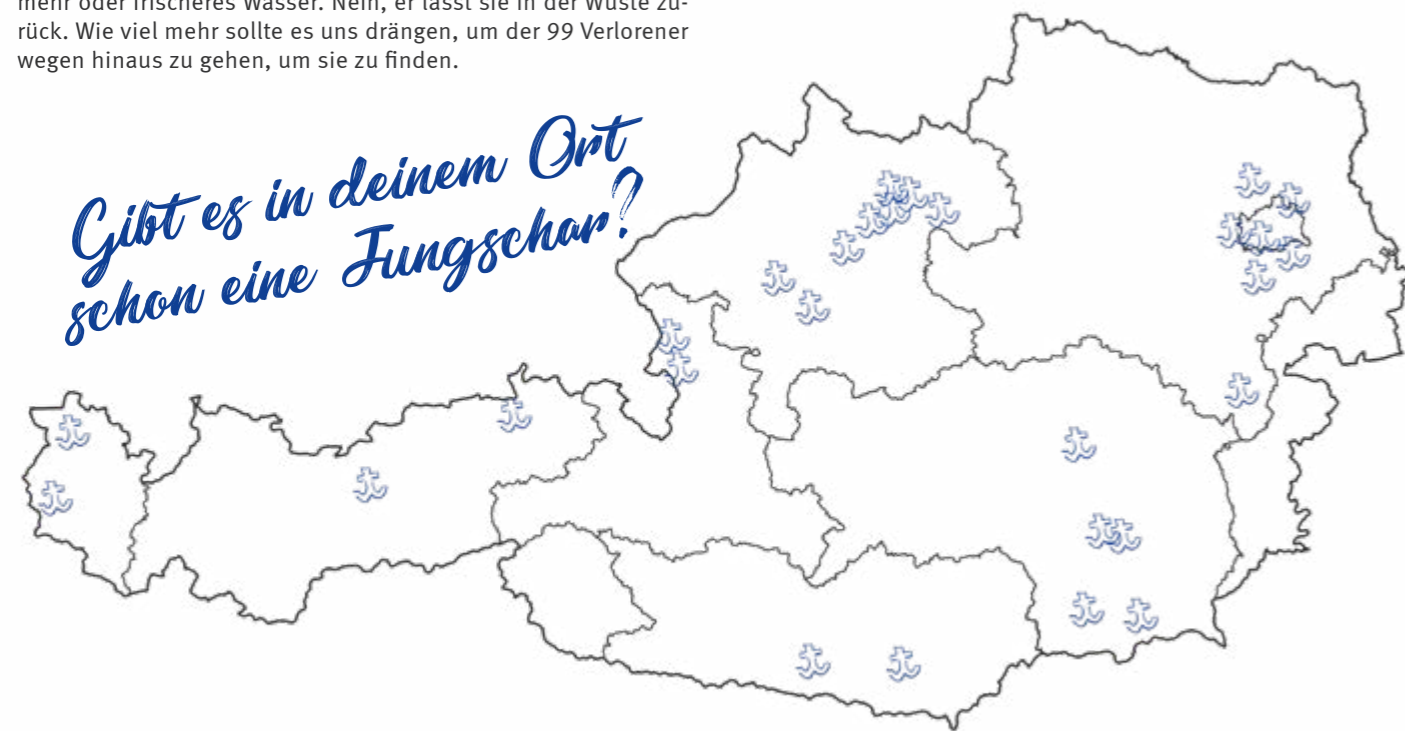 mehr oder frischeres Wasser. Nein, er lässt sie in der Wüste zu-
rück. Wie viel mehr sollte es uns drängen, um der 99 Verlorener
wegen hinaus zu gehen, um sie zu finden.
Gibt es in deinem Ort
schon eine Jungschar?